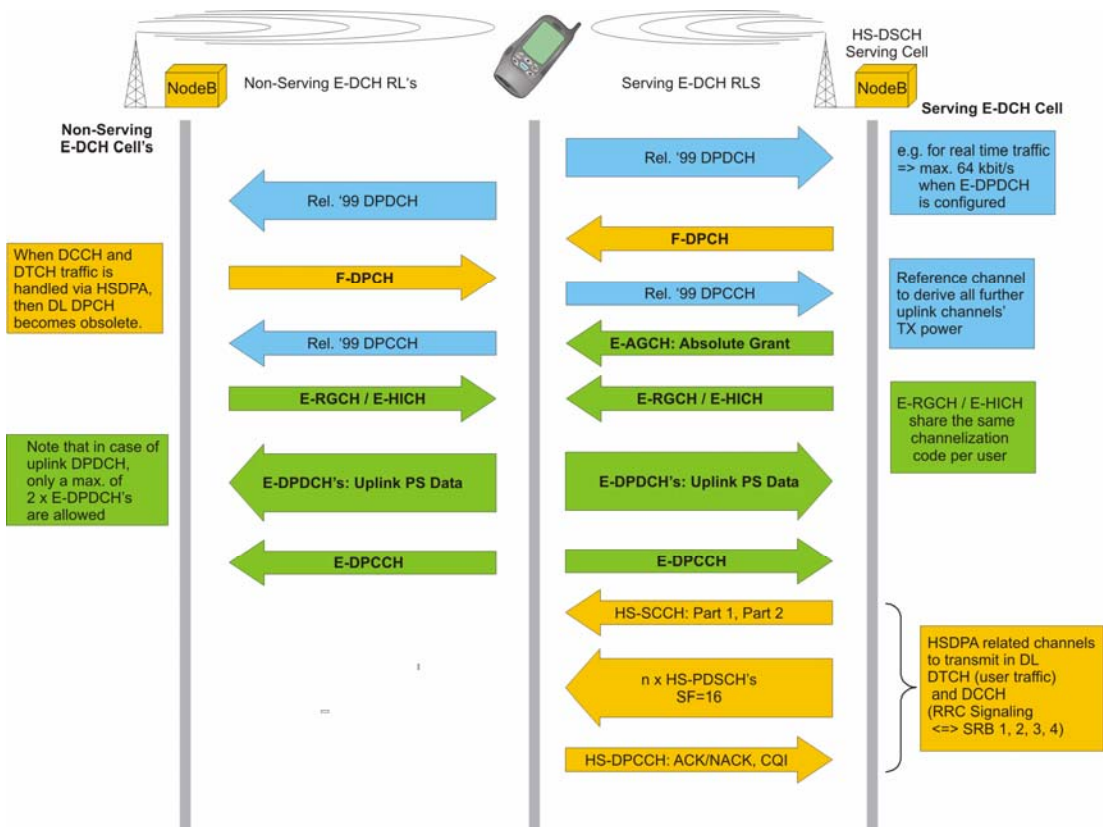 HS-DSCH
Serving Cell
NodeB
Non-Serving E-DCH RL's
Serving E-DCH RLS
NodeB
Non-Serving
E-DCH Cell's
Serving E-DCH Cell
Rel. '99 DPDCH
e.g. for real time traffic
=> max. 64 kbit/s
when E-DPDCH
is configured
Rel. '99 DPDCH
F-DPCH
When DCCH and
DTCH traffic is
handled via HSDPA,
then DL DPCH
becomes obsolete.
F-DPCH
Rel. '99 DPCCH
Reference channel
to derive all further
uplink channels'
TX power
Rel. '99 DPCCH
E-AGCH: Absolute Grant
E-RGCH / E-HICH
E-RGCH / E-HICH
E-RGCH / E-HICH
share the same
channelization
code per user
Note that in case of
uplink DPDCH,
only a max. of
2 x E-DPDCH's
are allowed
E-DPDCH's: Uplink PS Data
E-DPDCH's: Uplink PS Data
E-DPCCH
E-DPCCH
HS-SCCH: Part 1, Part 2
n x HS-PDSCH's
SF=16
HS-DPCCH: ACK/NACK, CQI
HSDPA related channels
to transmit in DL
DTCH (user traffic)
and DCCH
(RRC Signaling
<=> SRB 1, 2, 3, 4)